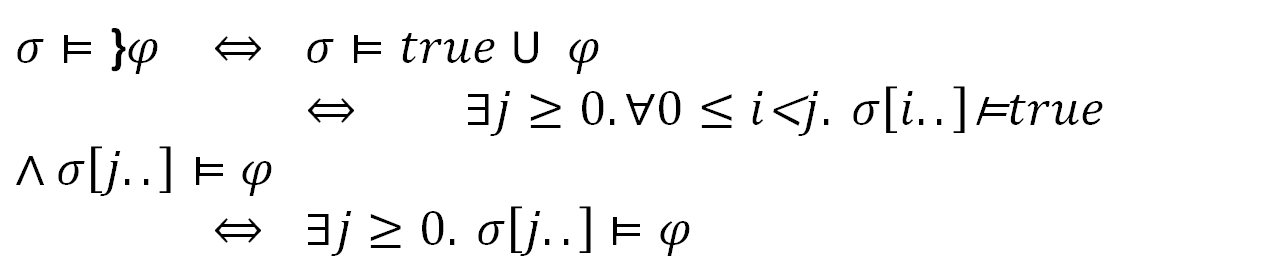 σ ⊨ }φ ⇔ σ ⊨ true ∪ φ
⇔ ∃j ≥ 0. ∀0 ≤ i<j. σ[i..]⊨true
∧ σ[j..] ⊨ φ
⇔ ∃j ≥ 0. σ[j..] ⊨ φ